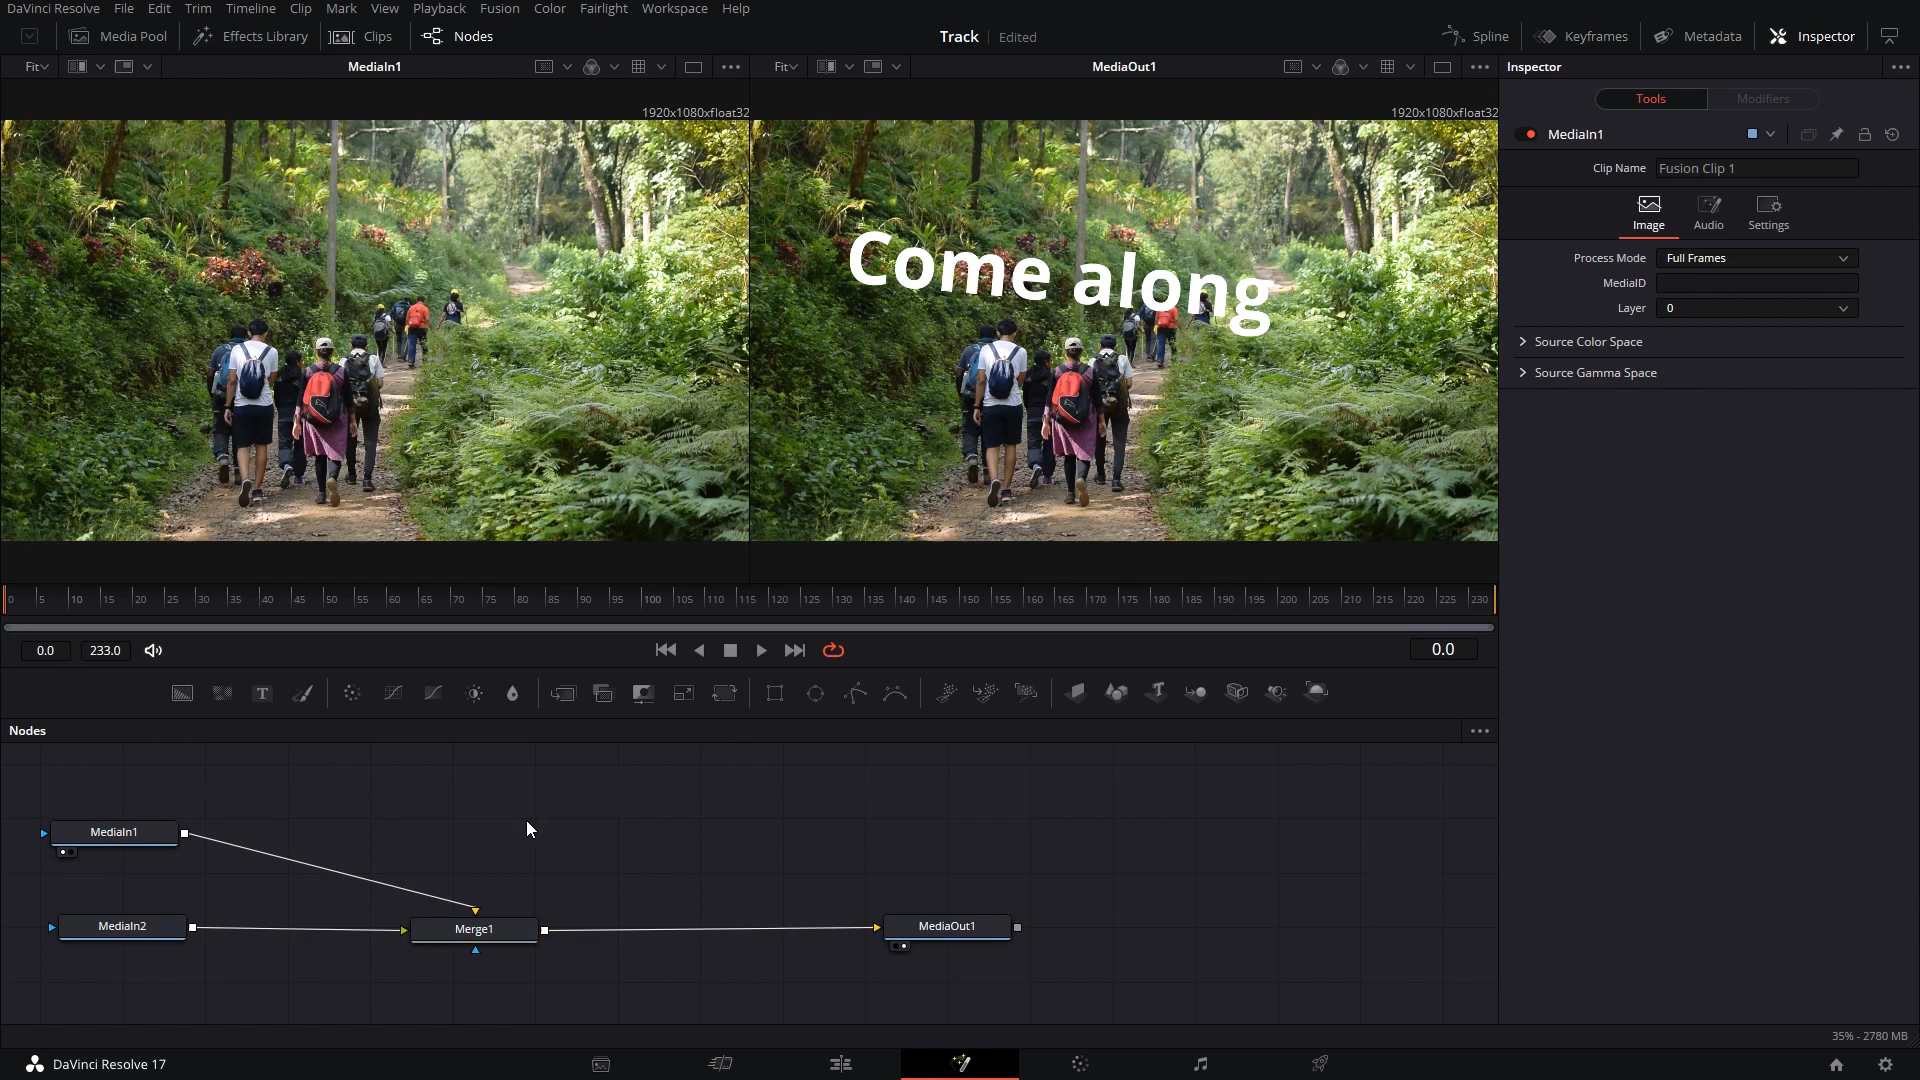 DaVinci Resolve File Edit Trim Timeline Clip Mark View Playback Fusion Color Fairlight Workspace Help
Media Pool Effects Library Clips Nodes Track Edited Spline Keyframes Metadata Inspector
Fit MediaIn1 Fit MediaOut1 Inspector
Tools Modifiers
1920x1080xfloat32 1920x1080xfloat32
MediaIn1
Clip Name Fusion Clip 1
Image Audio Settings
Process Mode Full Frames
MediaID
Layer 0
Source Color Space
Source Gamma Space
Come along
0 5 10 15 20 25 30 35 40 45 50 55 60 65 70 75 80 85 90 95 100 105 110 115 120 125 130 135 140 145 150 155 160 165 170 175 180 185 190 195 200 205 210 215 220 225 230
0.0 233.0 0.0
T T
Nodes
MediaIn1
MediaIn2 Merge1 MediaOut1
35% - 2780 MB
DaVinci Resolve 17